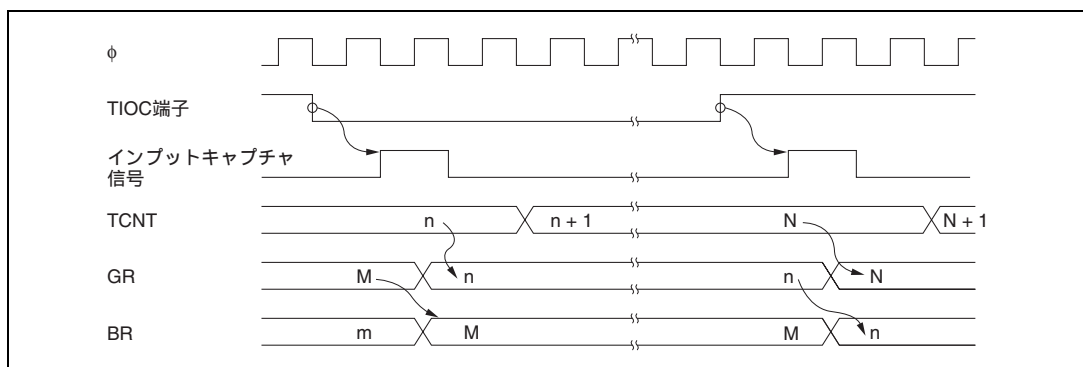 φ
TIOC端子
インプットキャプチャ
信号
TCNT n n + 1 N N + 1
GR M n n N
BR m M M n